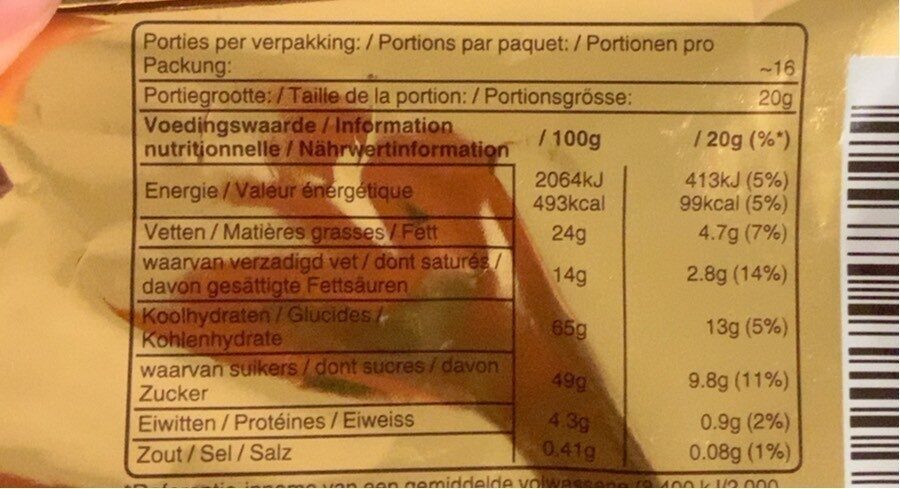 Porties per verpakking: / Portions par paquet: / Portionen pro
Packung: ~16
Portiegrootte: / Taille de la portion: / Portionsgrösse: 20g
Voedingswaarde / Information
nutritionnelle / Nährwertinformation / 100g / 20g (%*)
Energie / Valeur énergétique 2064kJ 413kJ (5%)
493kcal 99kcal (5%)
Vetten / Matières grasses / Fett 24g 4.7g (7%)
waarvan verzadigd vet / dont saturés /
davon gesättigte Fettsäuren 14g 2.8g (14%)
Koolhydraten / Glucides /
Kohlenhydrate 65g 13g (5%)
waarvan suikers / dont sucres / davon
Zucker 49g 9.8g (11%)
Eiwitten / Protéines / Eiweiss 4.3g 0.9g (2%)
Zout / Sel / Salz 0.41g 0.08g (1%)
van een gemiddelde volwassene